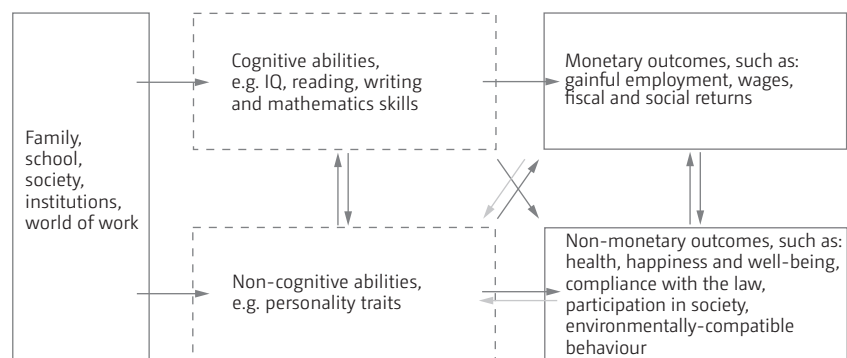 Family,
school,
society,
institutions,
world of work
Cognitive abilities,
e.g. IQ, reading, writing
and mathematics skills
Monetary outcomes, such as:
gainful employment, wages,
fiscal and social returns
Non-cognitive abilities,
e.g. personality traits
Non-monetary outcomes, such as:
health, happiness and well-being,
compliance with the law,
participation in society,
environmentally-compatible
behaviour